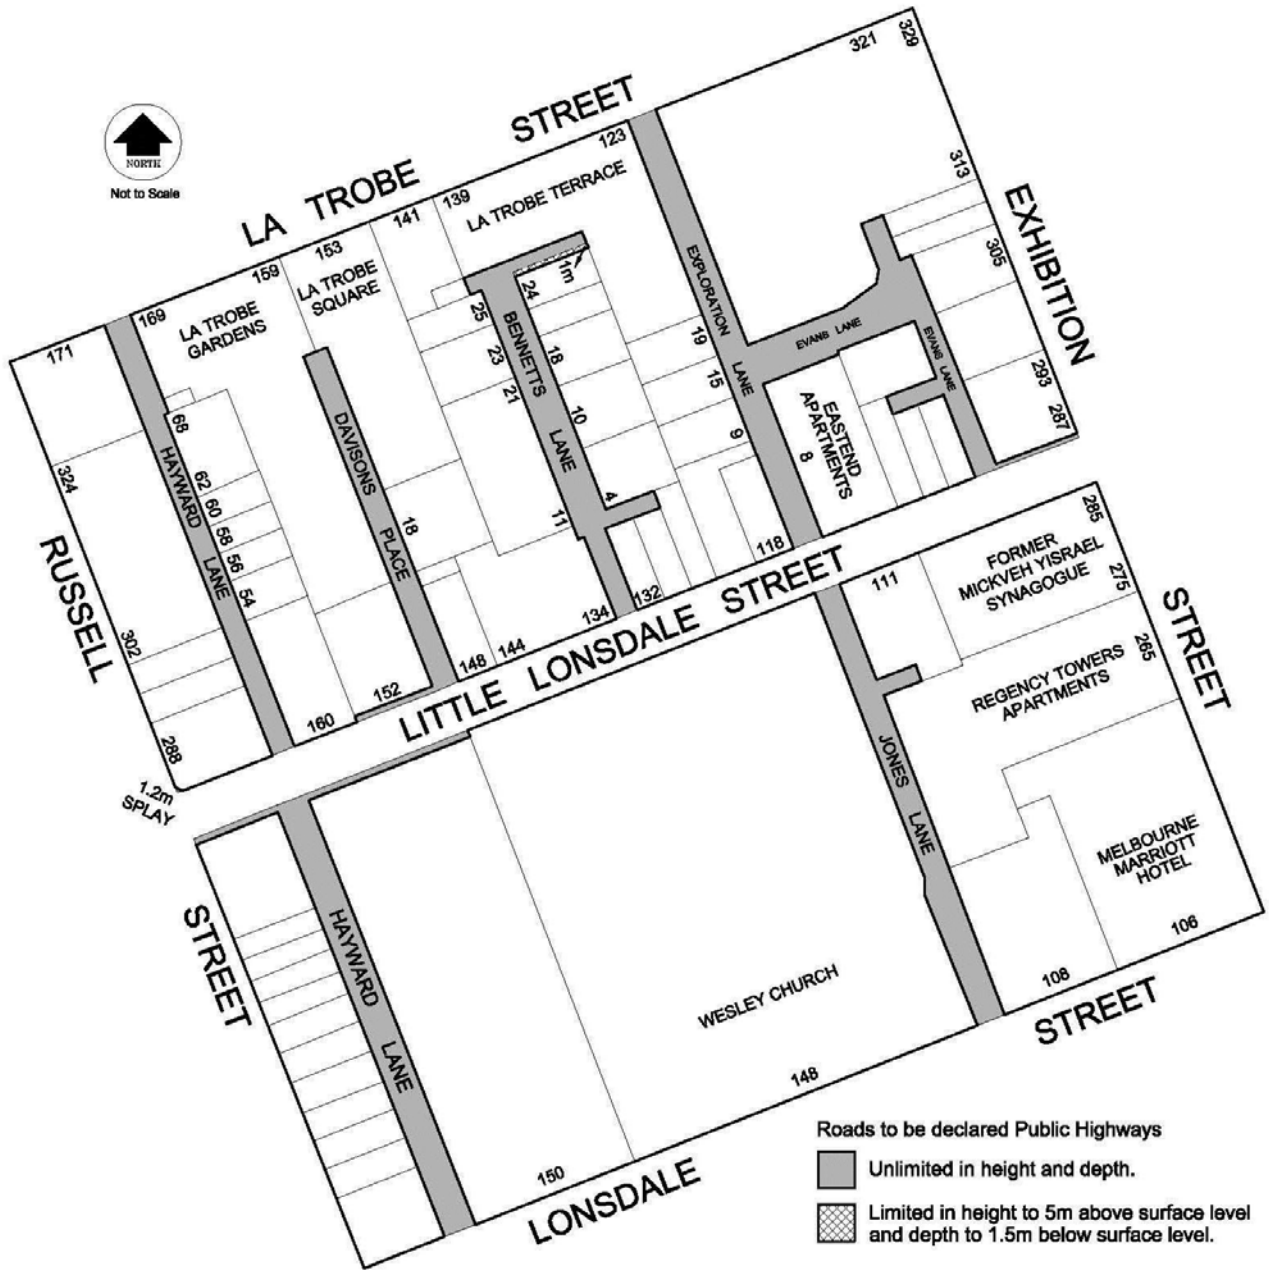 NORTH
Not to Scale
LA TROBE STREET
321
329
123
139
LA TROBE TERRACE
141
153
LA TROBE
SQUARE
159
169
LA TROBE
GARDENS
171
313
305
293
287
EXHIBITION
STREET
EXPLORATION
LANE
EVANS LANE
EVANS LANE
1m
24
25
23
21
18
10
4
11
BENNETTS
LANE
19
15
9
8
EASTEND
APARTMENTS
68
62
60
58
56
54
HAYWARD
LANE
DAVISONS
PLACE
18
324
302
288
RUSSELL
STREET
1.2m
SPLAY
160
152
148
144
134
132
118
LITTLE LONSDALE STREET
111
285
275
265
FORMER
MICKVEH YISRAEL
SYNAGOGUE
REGENCY TOWERS
APARTMENTS
JONES
LANE
MELBOURNE
MARRIOTT
HOTEL
HAYWARD
LANE
WESLEY CHURCH
106
108
148
150
LONSDALE
STREET
Roads to be declared Public Highways
Unlimited in height and depth.
Limited in height to 5m above surface level
and depth to 1.5m below surface level.